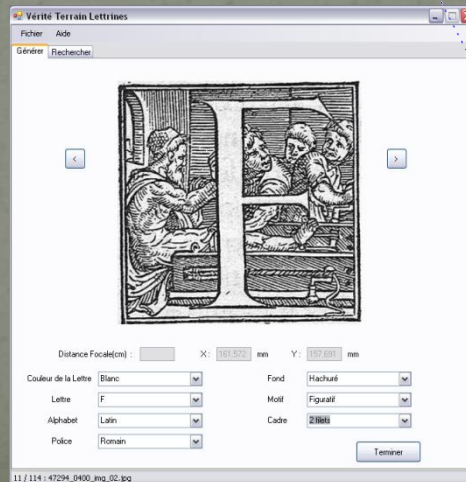 Vérité Terrain Lettrines
Fichier Aide
Générer Rechercher
< >
F
Distance Focale(cm) : X : 161,572 mm Y : 157,691 mm
Couleur de la Lettre Blanc Fond Hachuré
Lettre F Motif Figuratif
Alphabet Latin Cadre 2 filets
Police Romain
Terminer
11 / 114 : 47294_0400_img_02.jpg